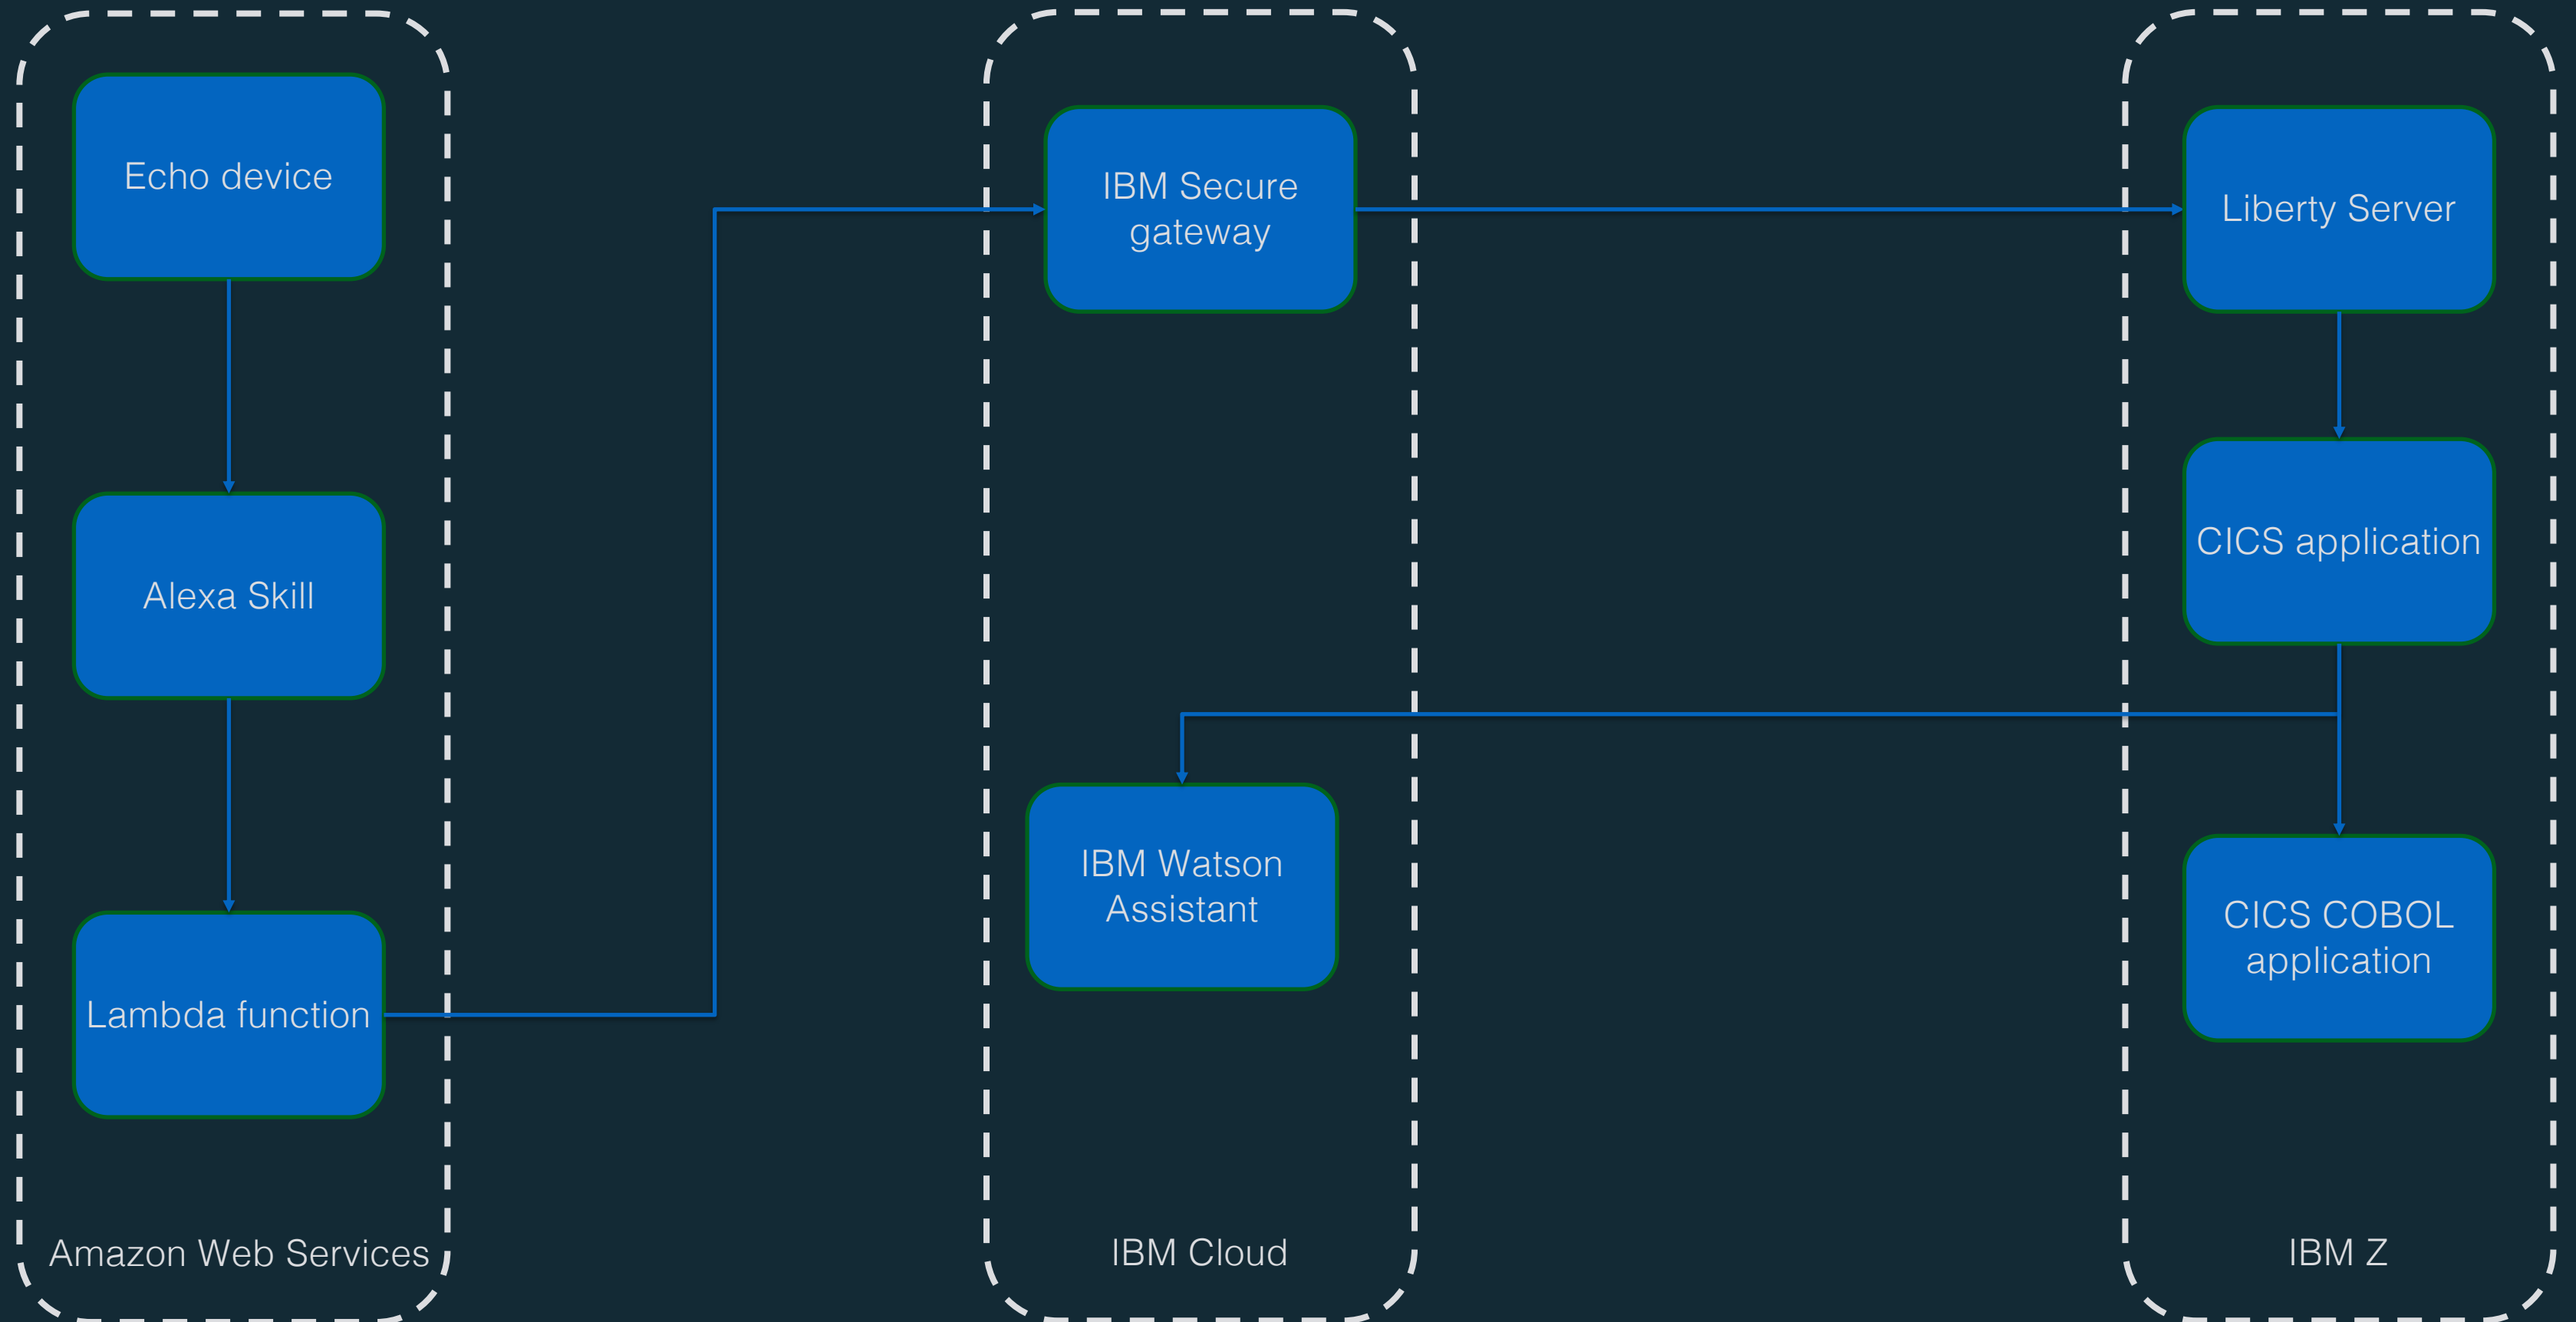 Echo device
Alexa Skill
Lambda function
Amazon Web Services
IBM Secure
gateway
IBM Watson
Assistant
IBM Cloud
Liberty Server
CICS application
CICS COBOL
application
IBM Z